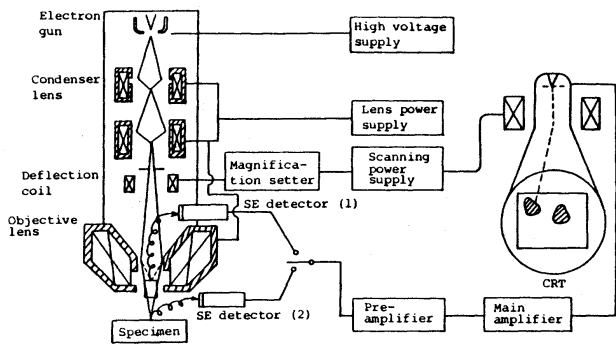 Electron
gun
High voltage
supply
Condenser
lens
Lens power
supply
Magnifica-
tion setter
Scanning
power
supply
Deflection
coil
SE detector (1)
Objective
lens
CRT
SE detector (2)
Pre-
amplifier
Main
amplifier
Specimen